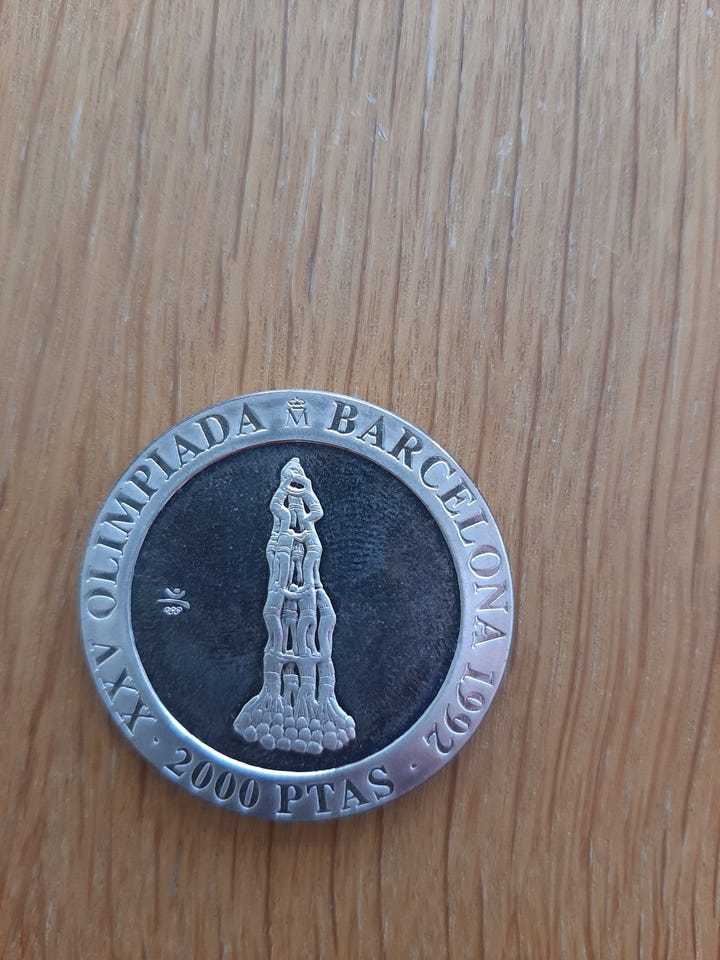 XXV OLIMPIADA M BARCELONA 1992
· 2000 PTAS ·